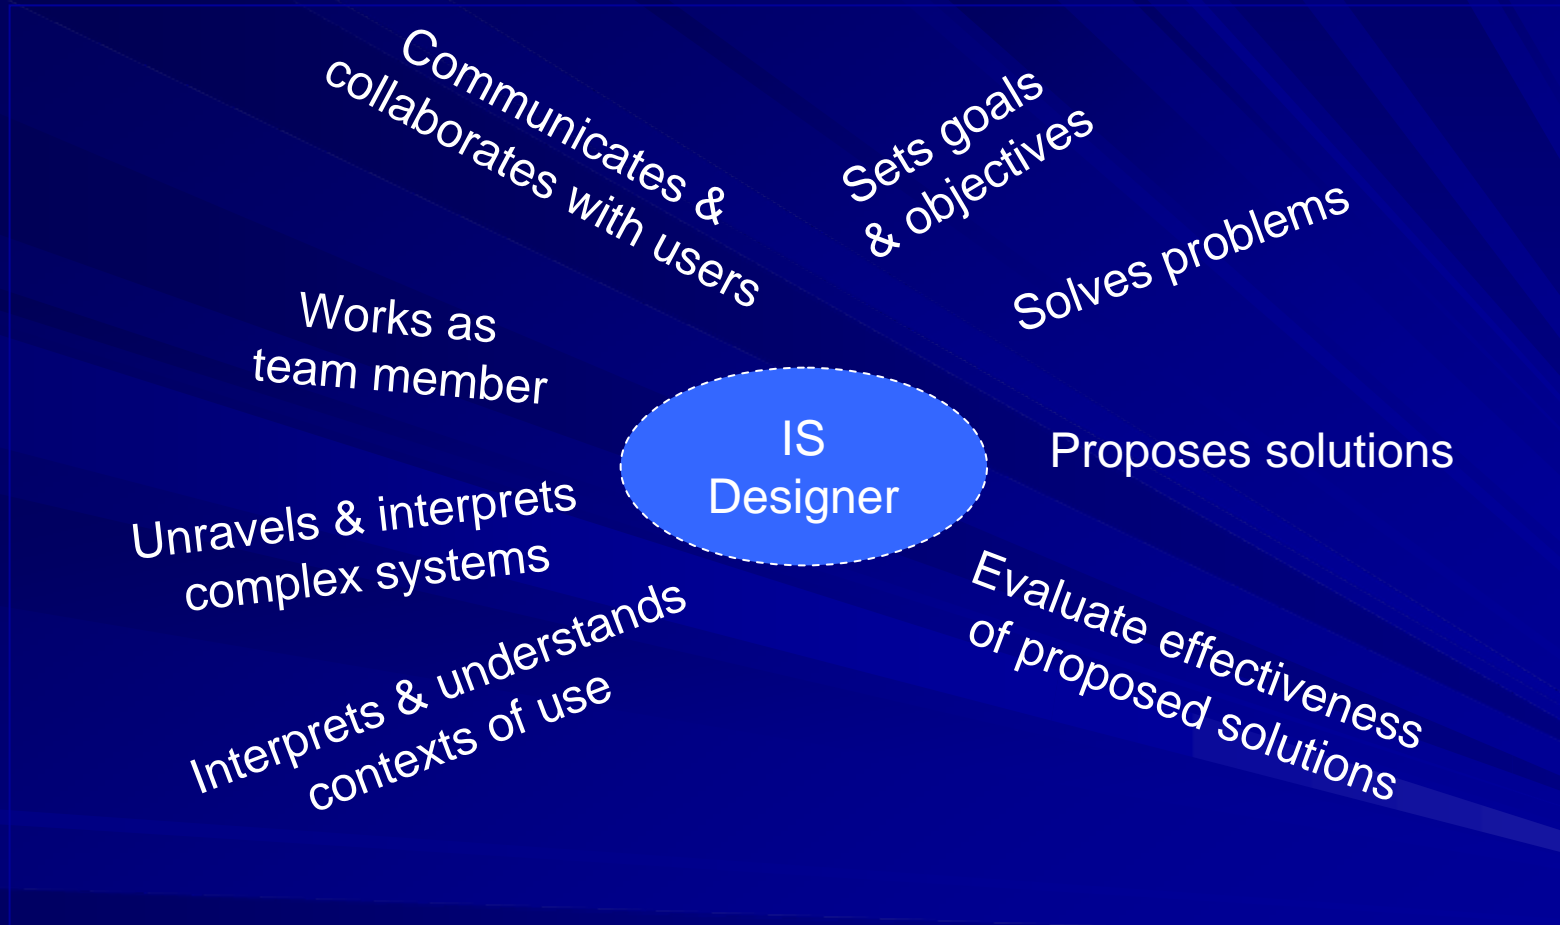 Communicates &
collaborates with users
Sets goals
& objectives
Solves problems
Works as
team member
IS
Designer
Proposes solutions
Unravels & interprets
complex systems
Evaluate effectiveness
of proposed solutions
Interprets & understands
contexts of use